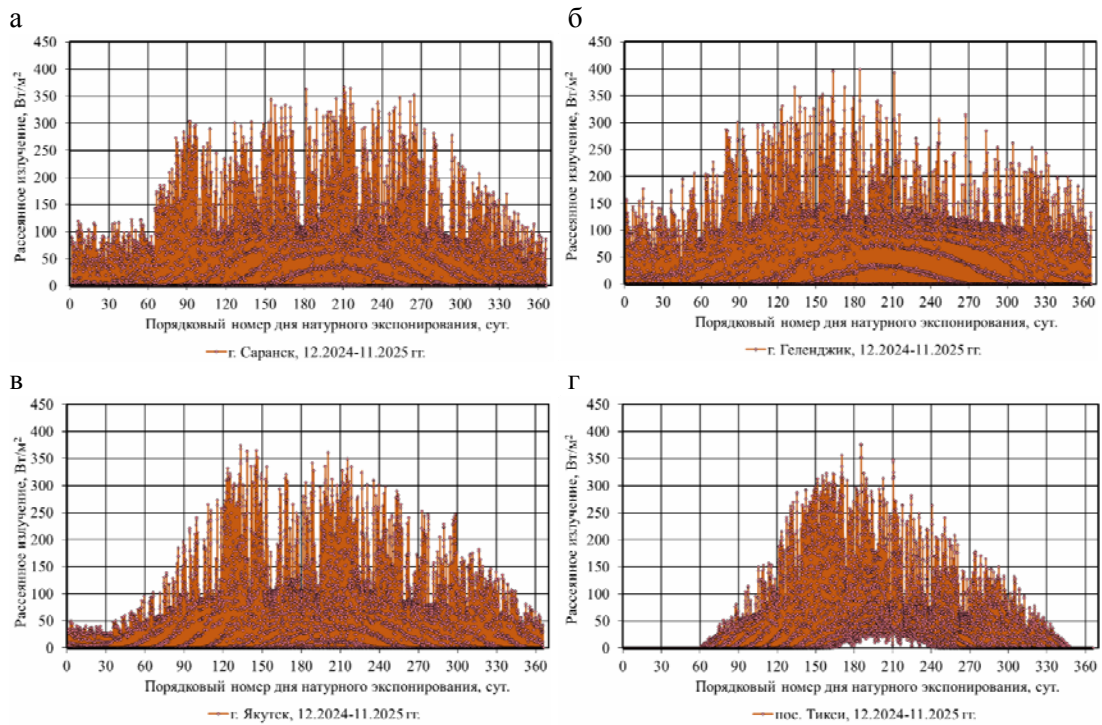 а
450
400
350
300
250
200
150
100
50
0
Рассеянное излучение, Вт/м²
0 30 60 90 120 150 180 210 240 270 300 330 360
Порядковый номер дня натурного экспонирования, сут.
г. Саранск, 12.2024-11.2025 гг.
б
450
400
350
300
250
200
150
100
50
0
Рассеянное излучение, Вт/м²
0 30 60 90 120 150 180 210 240 270 300 330 360
Порядковый номер дня натурного экспонирования, сут.
г. Геленджик, 12.2024-11.2025 гг.
в
450
400
350
300
250
200
150
100
50
0
Рассеянное излучение, Вт/м²
0 30 60 90 120 150 180 210 240 270 300 330 360
Порядковый номер дня натурного экспонирования, сут.
г. Якутск, 12.2024-11.2025 гг.
г
450
400
350
300
250
200
150
100
50
0
Рассеянное излучение, Вт/м²
0 30 60 90 120 150 180 210 240 270 300 330 360
Порядковый номер дня натурного экспонирования, сут.
пос. Тикси, 12.2024-11.2025 гг.